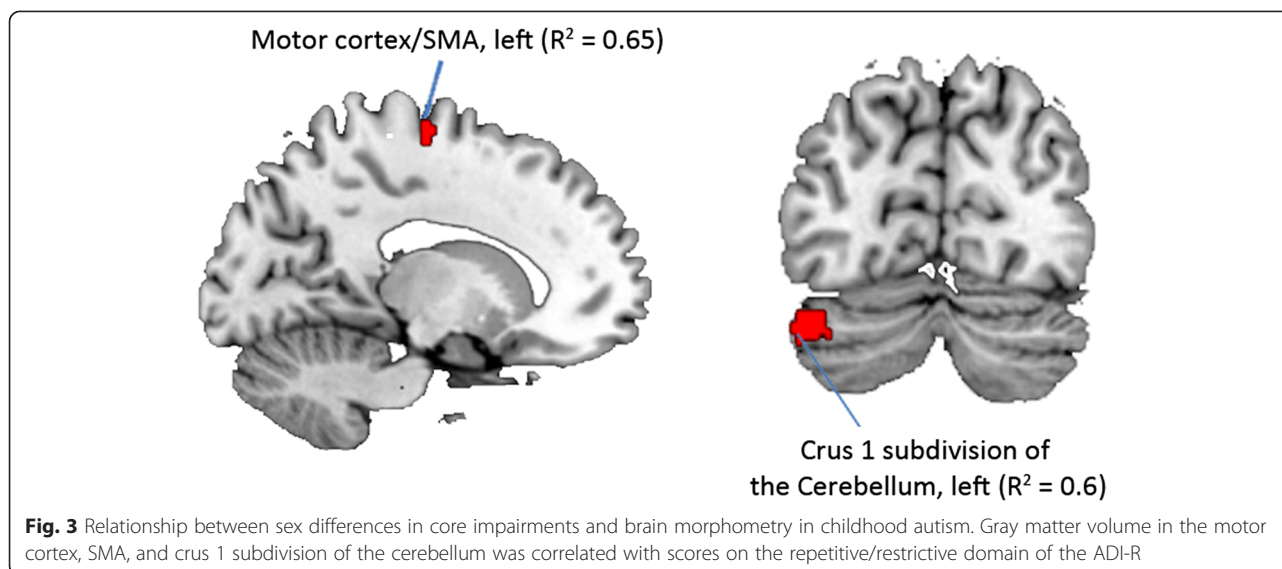 Motor cortex/SMA, left (R² = 0.65)
Crus 1 subdivision of
the Cerebellum, left (R² = 0.6)
Fig. 3 Relationship between sex differences in core impairments and brain morphometry in childhood autism. Gray matter volume in the motor
cortex, SMA, and crus 1 subdivision of the cerebellum was correlated with scores on the repetitive/restrictive domain of the ADI-R